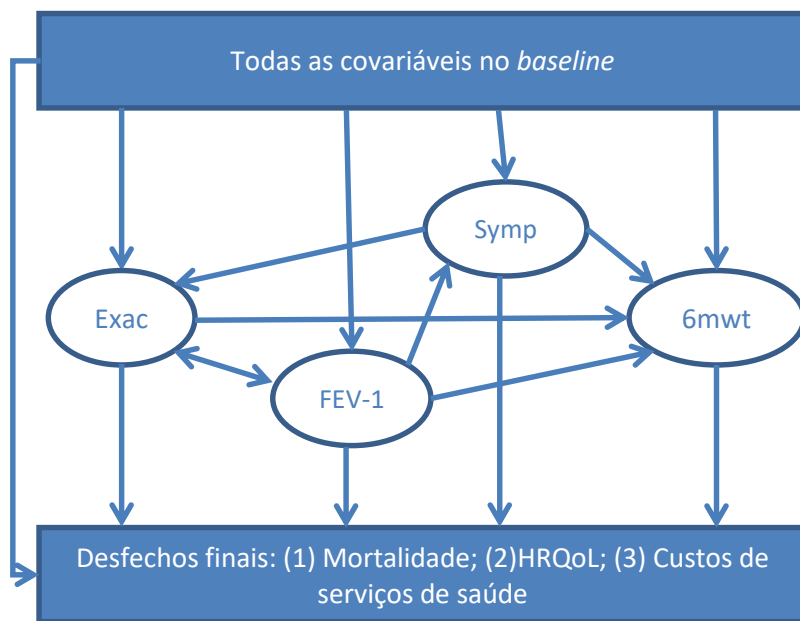 Todas as covariáveis no baseline
Symp
Exac
6mwt
FEV-1
Desfechos finais: (1) Mortalidade; (2)HRQoL; (3) Custos de
serviços de saúde